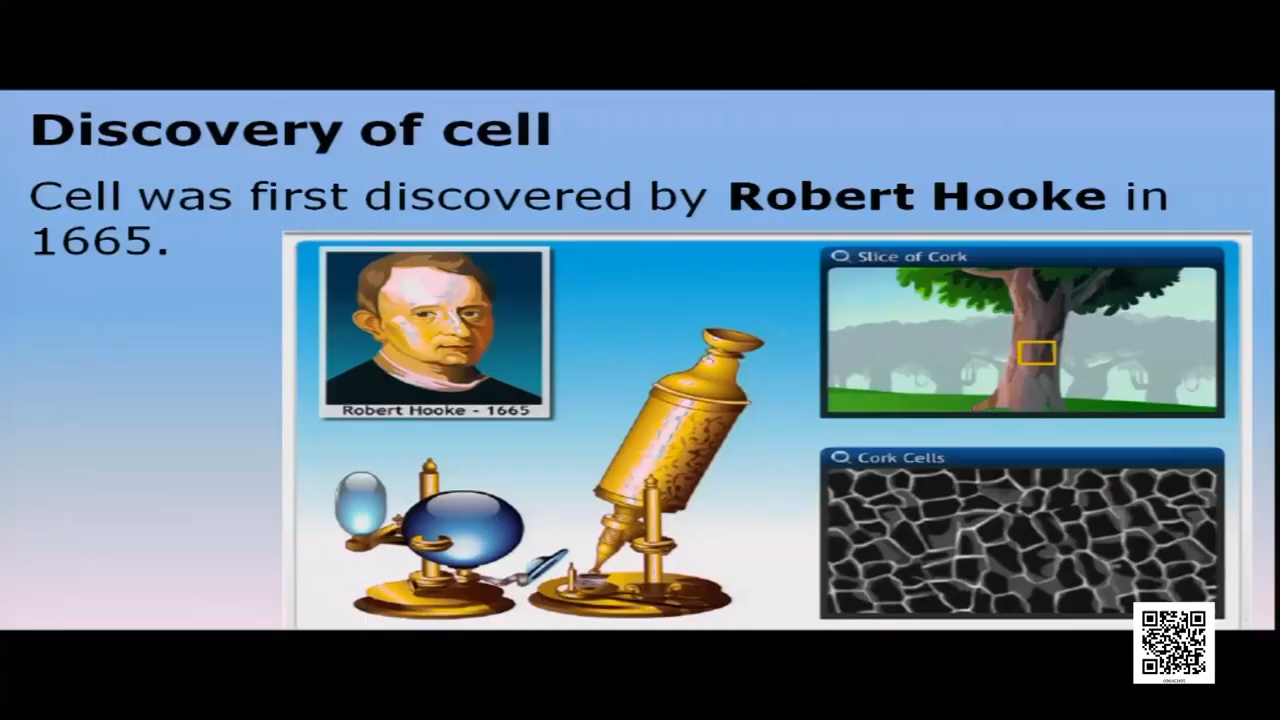 Discovery of cell
Cell was first discovered by Robert Hooke in
1665.
Robert Hooke - 1665
Slice of Cork
Cork Cells